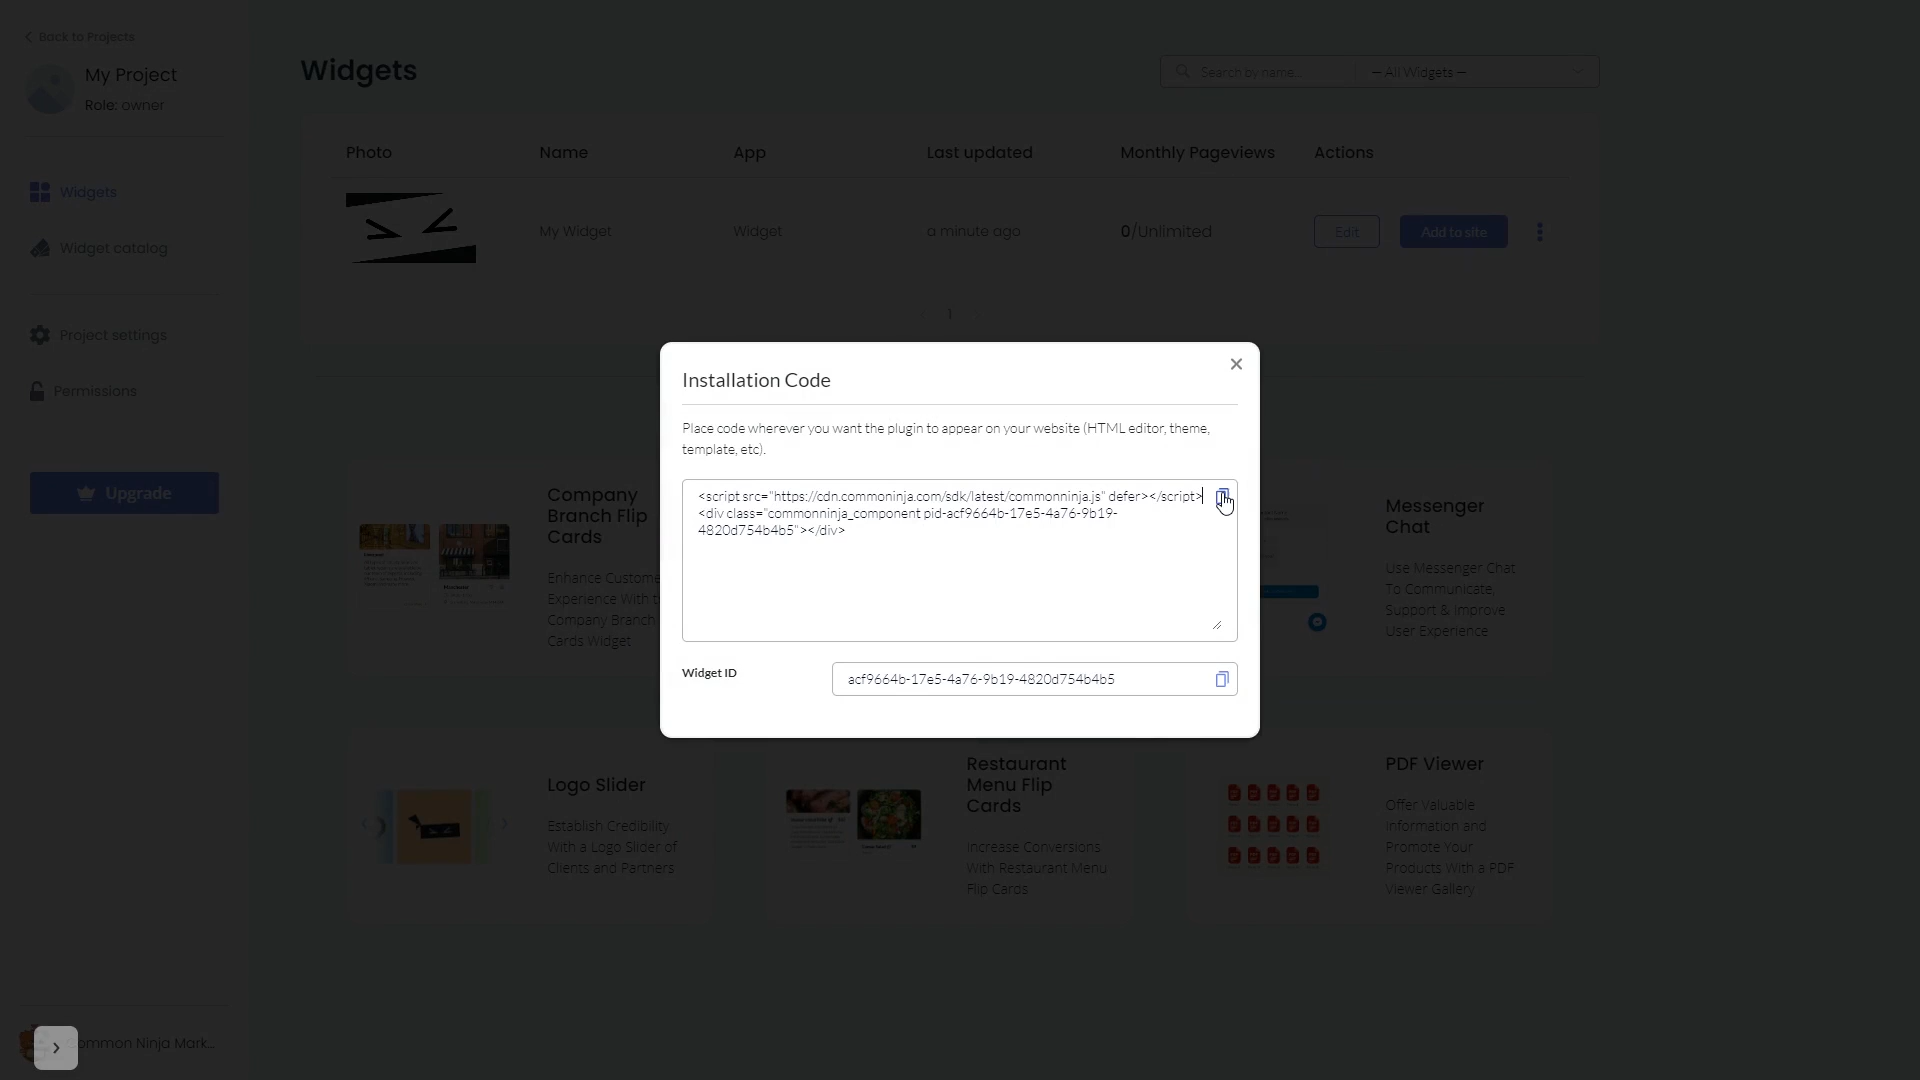 Back to Projects
My Project
Role: owner
Widgets
Widget catalog
Project settings
Permissions
Upgrade
Common Ninja Mark...
Widgets
Search by name...
— All Widgets —
Photo
Name
App
Last updated
Monthly Pageviews
Actions
My Widget
Widget
a minute ago
0/Unlimited
Edit
Add to site
1
Installation Code
Place code wherever you want the plugin to appear on your website (HTML editor, theme,
template, etc).
<script src="https://cdn.commoninja.com/sdk/latest/commonninja.js" defer></script>
<div class="commonninja_component pid-acf9664b-17e5-4a76-9b19-
4820d754b4b5"></div>
Widget ID
acf9664b-17e5-4a76-9b19-4820d754b4b5
Company
Branch Flip
Cards
Enhance Custome
Experience With t
Company Branch
Cards Widget
Messenger
Chat
Use Messenger Chat
To Communicate,
Support & Improve
User Experience
Logo Slider
Establish Credibility
With a Logo Slider of
Clients and Partners
Restaurant
Menu Flip
Cards
Increase Conversions
With Restaurant Menu
Flip Cards
PDF Viewer
Offer Valuable
Information and
Promote Your
Products With a PDF
Viewer Gallery